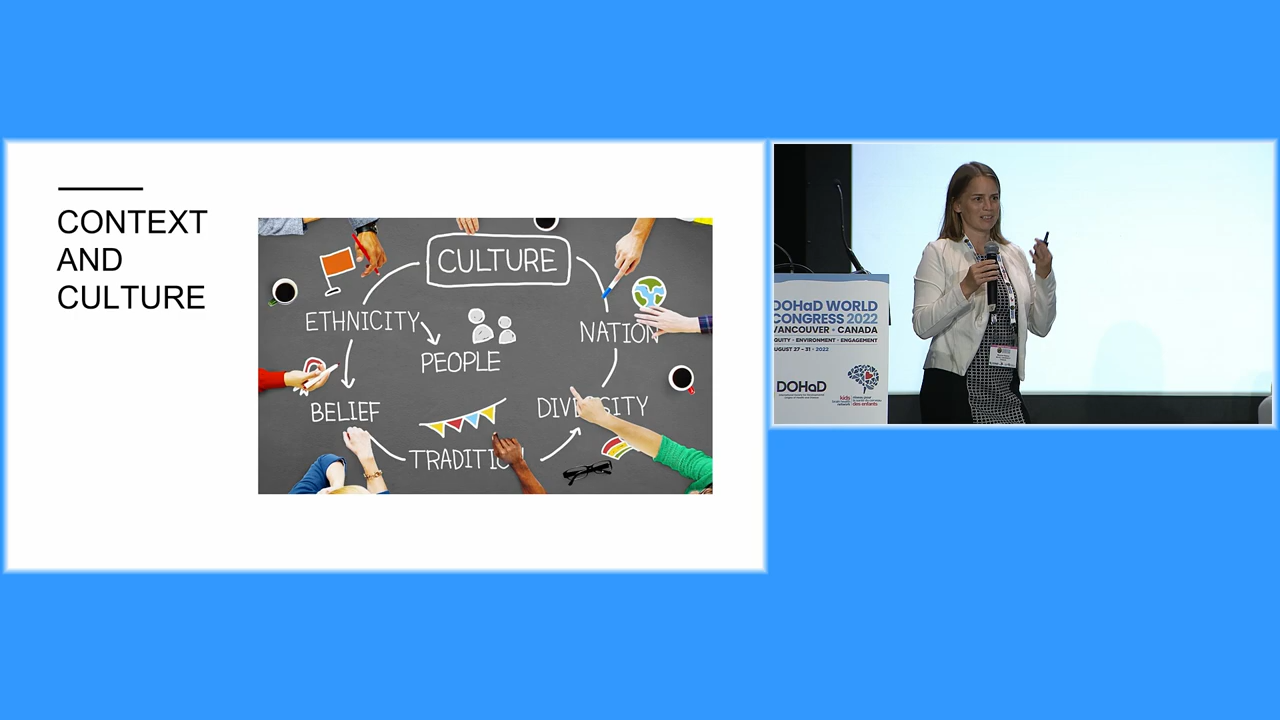 CONTEXT
AND
CULTURE
CULTURE
ETHNICITY
NATION
PEOPLE
BELIEF
DIVERSITY
TRADITION
DOHaD WORLD
CONGRESS 2022
VANCOUVER • CANADA
EQUITY • ENVIRONMENT • ENGAGEMENT
AUGUST 27 – 31 • 2022
DOHaD